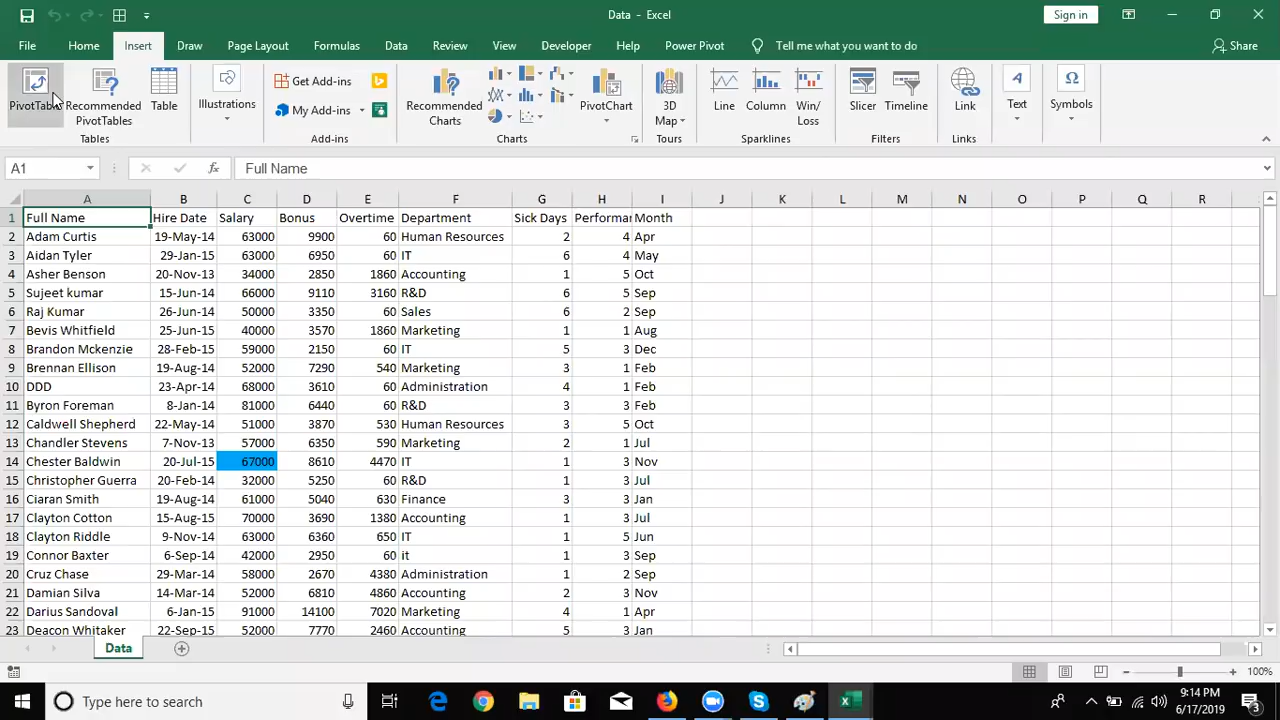 Data - Excel
Sign in
File Home Insert Draw Page Layout Formulas Data Review View Developer Help Power Pivot Tell me what you want to do Share
PivotTable Recommended PivotTables Table Illustrations Get Add-ins My Add-ins Recommended Charts PivotChart 3D Map Line Column Win/Loss Slicer Timeline Link Text Symbols
Tables Add-ins Charts Tours Sparklines Filters Links
A1 fx Full Name
A B C D E F G H I J K L M N O P Q R
1 Full Name Hire Date Salary Bonus Overtime Department Sick Days Performar Month
2 Adam Curtis 19-May-14 63000 9900 60 Human Resources 2 4 Apr
3 Aidan Tyler 29-Jan-15 63000 6950 60 IT 6 4 May
4 Asher Benson 20-Nov-13 34000 2850 1860 Accounting 1 5 Oct
5 Sujeet kumar 15-Jun-14 66000 9110 3160 R&D 6 5 Sep
6 Raj Kumar 26-Jun-14 50000 3350 60 Sales 6 2 Sep
7 Bevis Whitfield 25-Jun-15 40000 3570 1860 Marketing 1 1 Aug
8 Brandon Mckenzie 28-Feb-15 59000 2150 60 IT 5 3 Dec
9 Brennan Ellison 19-Aug-14 52000 7290 540 Marketing 3 1 Feb
10 DDD 23-Apr-14 68000 3610 60 Administration 4 1 Feb
11 Byron Foreman 8-Jan-14 81000 6440 60 R&D 3 3 Feb
12 Caldwell Shepherd 22-May-14 51000 3870 530 Human Resources 3 5 Oct
13 Chandler Stevens 7-Nov-13 57000 6350 590 Marketing 2 1 Jul
14 Chester Baldwin 20-Jul-15 67000 8610 4470 IT 1 3 Nov
15 Christopher Guerra 20-Feb-14 32000 5250 60 R&D 1 3 Jul
16 Ciaran Smith 19-Aug-14 61000 5040 630 Finance 3 3 Jan
17 Clayton Cotton 15-Aug-15 70000 3690 1380 Accounting 1 3 Jul
18 Clayton Riddle 9-Nov-14 63000 6360 650 IT 1 5 Jun
19 Connor Baxter 6-Sep-14 42000 2950 60 it 1 3 Sep
20 Cruz Chase 29-Mar-14 58000 2670 4380 Administration 1 2 Sep
21 Damian Silva 14-Mar-14 52000 6810 4860 Accounting 2 3 Nov
22 Darius Sandoval 6-Jan-15 91000 14100 7020 Marketing 4 1 Apr
23 Deacon Whitaker 22-Sep-15 52000 7770 2460 Accounting 5 3 Jan
Data
100%
Type here to search
9:14 PM
6/17/2019
3